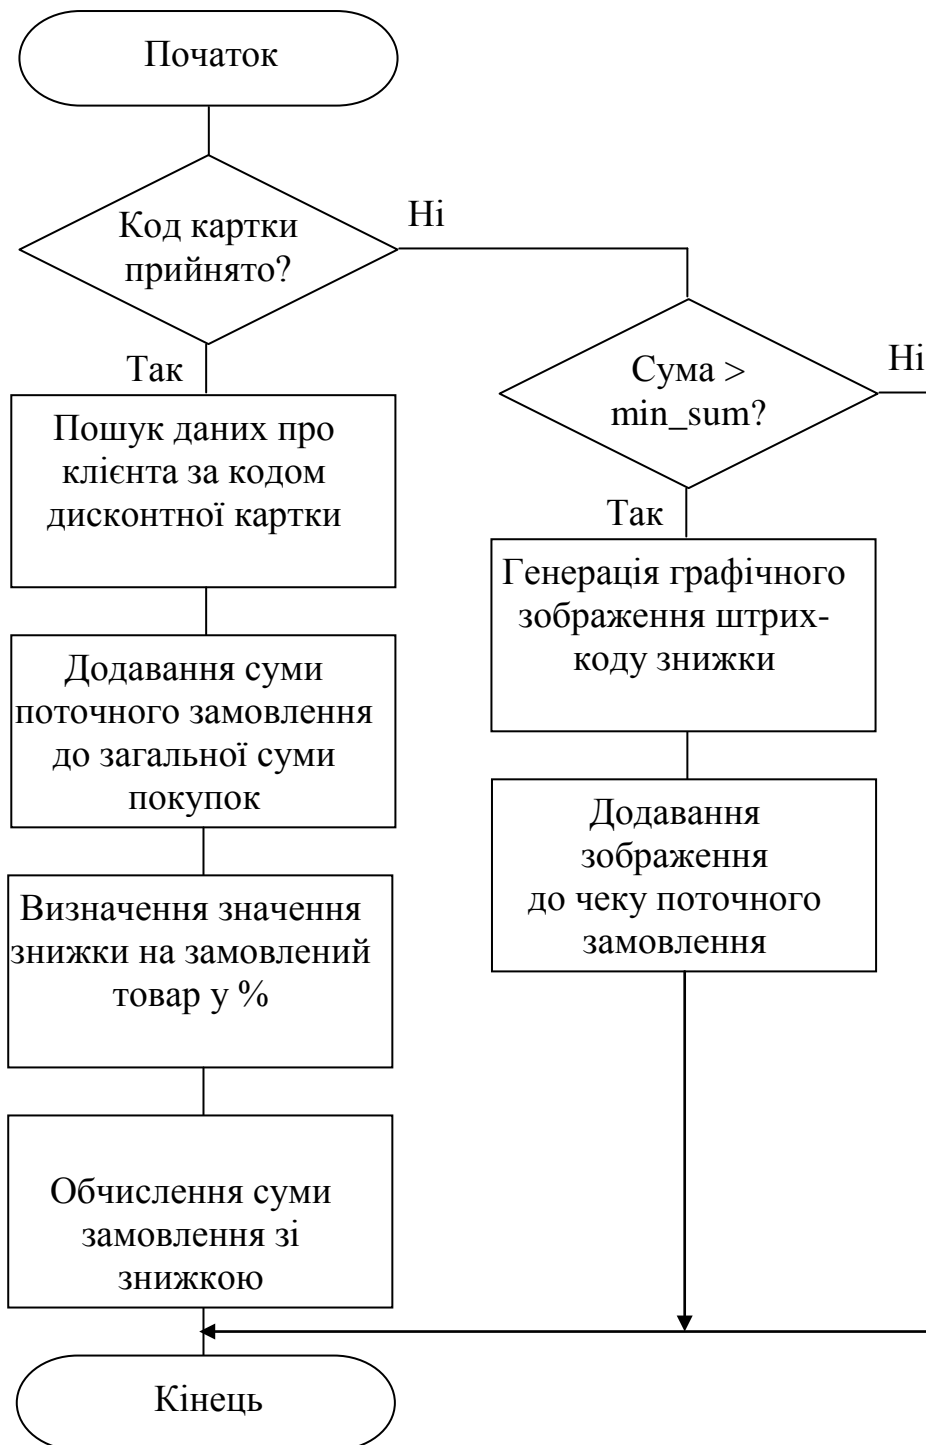 Початок
Код картки
прийнято?
Ні
Так
Пошук даних про
клієнта за кодом
дисконтної картки
Додавання суми
поточного замовлення
до загальної суми
покупок
Визначення значення
знижки на замовлений
товар у %
Обчислення суми
замовлення зі
знижкою
Сума >
min_sum?
Ні
Так
Генерація графічного
зображення штрих-
коду знижки
Додавання
зображення
до чеку поточного
замовлення
Кінець